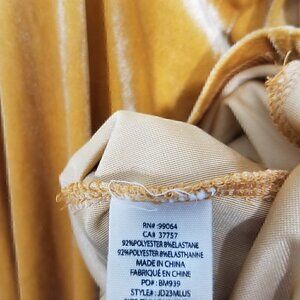 RN#: 99064
CA# 37757
92%POLYESTER 8%ELASTANE
92%POLYESTER 8%ELASTHANNE
MADE IN CHINA
FABRIQUÉ EN CHINE
PO#: BM939
STYLE#: JD23MLUS